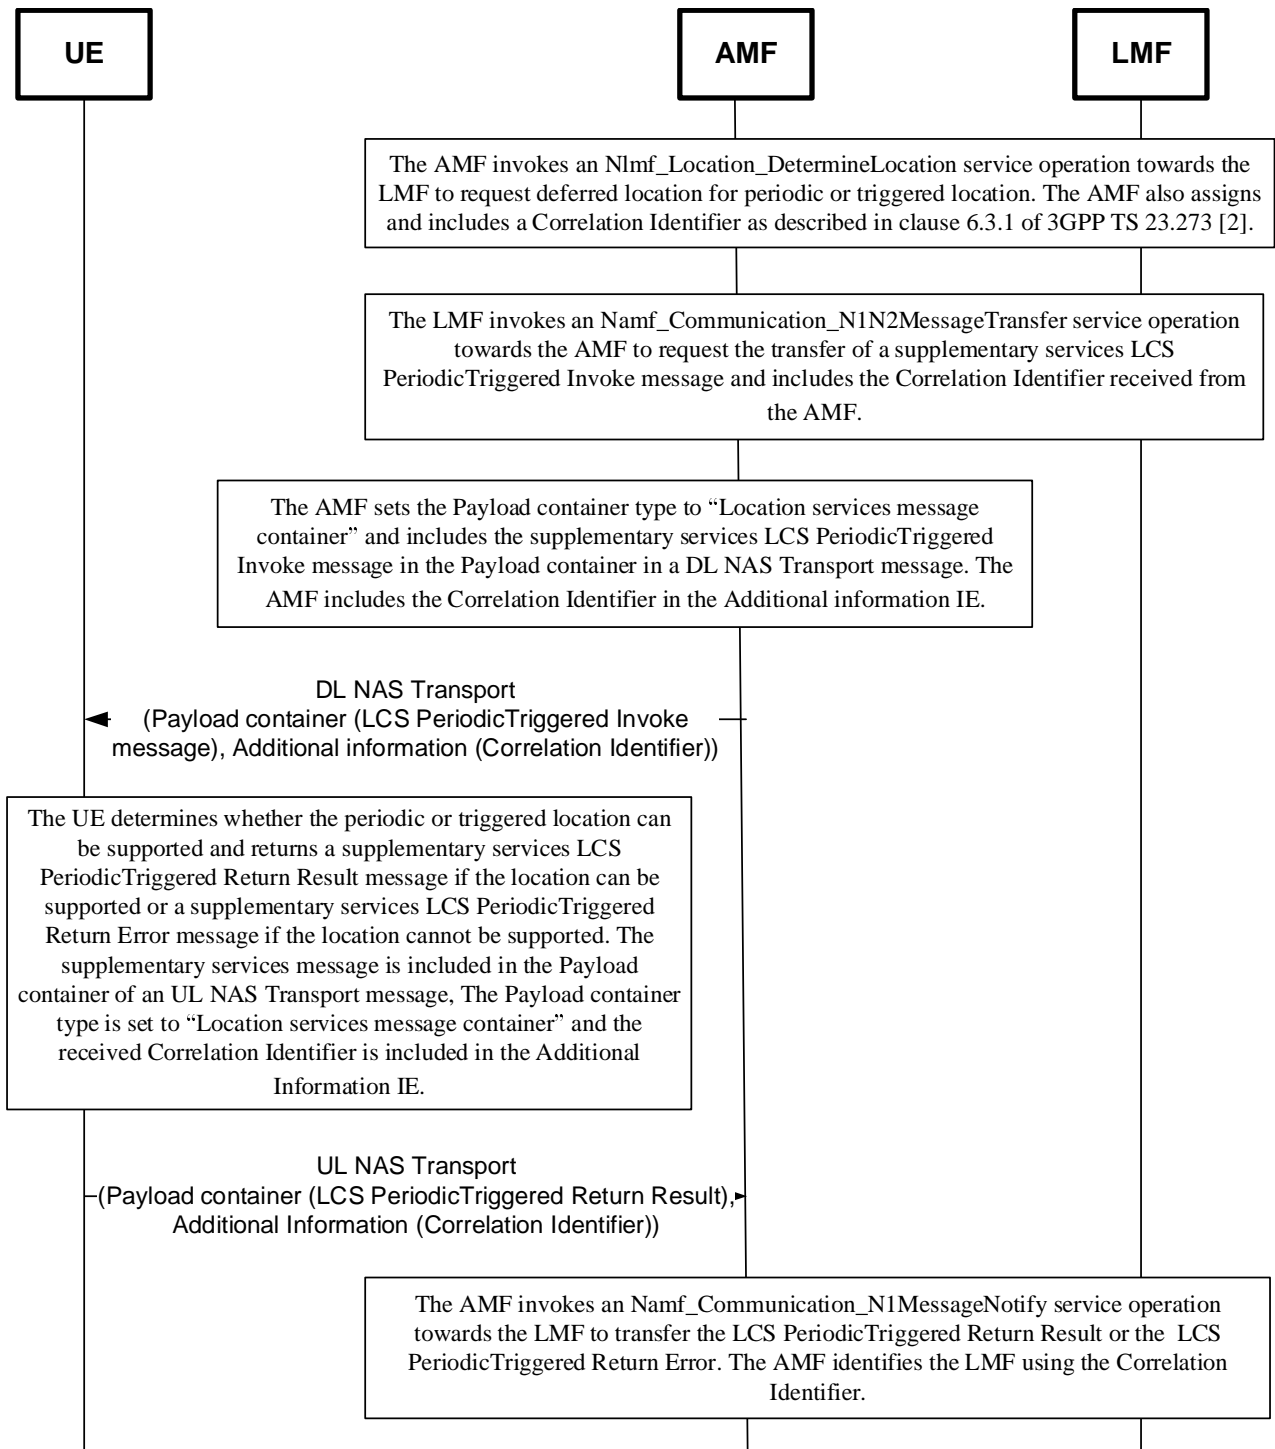 UE
AMF
LMF
The AMF invokes an Nlmf_Location_DetermineLocation service operation towards the
LMF to request deferred location for periodic or triggered location. The AMF also assigns
and includes a Correlation Identifier as described in clause 6.3.1 of 3GPP TS 23.273 [2].
The LMF invokes an Namf_Communication_N1N2MessageTransfer service operation
towards the AMF to request the transfer of a supplementary services LCS
PeriodicTriggered Invoke message and includes the Correlation Identifier received from
the AMF.
The AMF sets the Payload container type to “Location services message
container” and includes the supplementary services LCS PeriodicTriggered
Invoke message in the Payload container in a DL NAS Transport message. The
AMF includes the Correlation Identifier in the Additional information IE.
DL NAS Transport
(Payload container (LCS PeriodicTriggered Invoke
message), Additional information (Correlation Identifier))
The UE determines whether the periodic or triggered location can
be supported and returns a supplementary services LCS
PeriodicTriggered Return Result message if the location can be
supported or a supplementary services LCS PeriodicTriggered
Return Error message if the location cannot be supported. The
supplementary services message is included in the Payload
container of an UL NAS Transport message, The Payload container
type is set to “Location services message container” and the
received Correlation Identifier is included in the Additional
Information IE.
UL NAS Transport
(Payload container (LCS PeriodicTriggered Return Result),
Additional Information (Correlation Identifier))
The AMF invokes an Namf_Communication_N1MessageNotify service operation
towards the LMF to transfer the LCS PeriodicTriggered Return Result or the  LCS
PeriodicTriggered Return Error. The AMF identifies the LMF using the Correlation
Identifier.